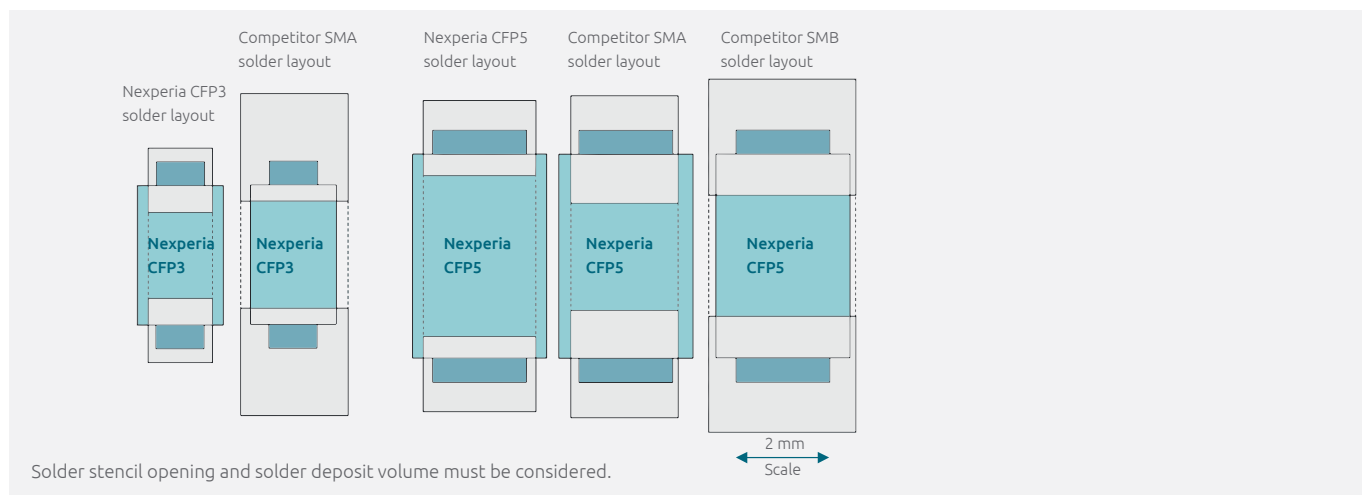 Nexperia CFP3
solder layout
Competitor SMA
solder layout
Nexperia CFP5
solder layout
Competitor SMA
solder layout
Competitor SMB
solder layout
Nexperia
CFP3
Nexperia
CFP3
Nexperia
CFP5
Nexperia
CFP5
Nexperia
CFP5
2 mm
Scale
Solder stencil opening and solder deposit volume must be considered.